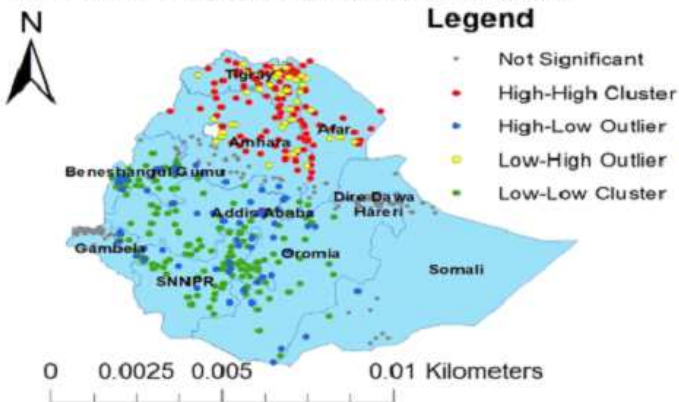 N
Legend
Not Significant
High-High Cluster
High-Low Outlier
Low-High Outlier
Low-Low Cluster
Tigray
Afar
Amhara
Beneshangul Gumu
Dire Dawa
Addis Ababa
Hareri
Gambela
Oromia
Somali
SNNPR
0 0.0025 0.005 0.01 Kilometers